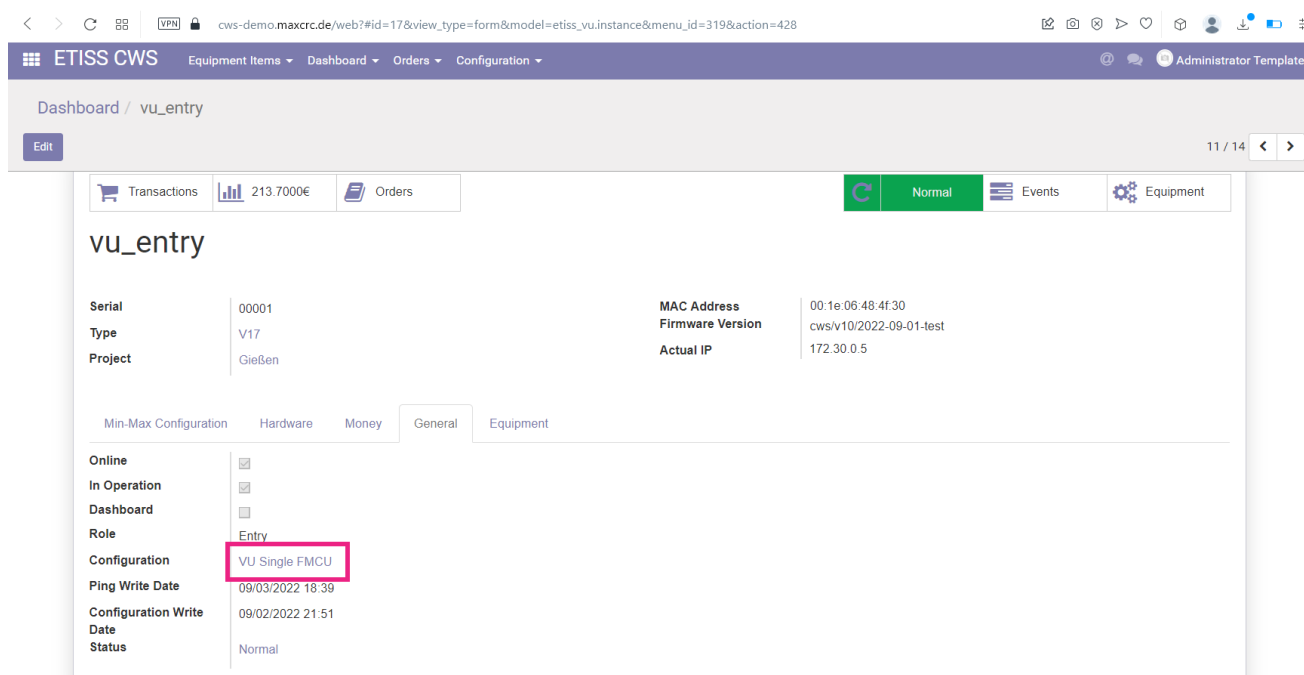 VPN cws-demo.maxcrc.de/web?#id=17&view_type=form&model=etiss_vu.instance&menu_id=319&action=428
ETISS CWS Equipment Items Dashboard Orders Configuration @ Administrator Template
Dashboard / vu_entry
Edit 11 / 14
Transactions 213.7000€ Orders Normal Events Equipment
vu_entry
Serial 00001 MAC Address 00:1e:06:48:4f:30
Type V17 Firmware Version cws/v10/2022-09-01-test
Project Gießen Actual IP 172.30.0.5
Min-Max Configuration Hardware Money General Equipment
Online
In Operation
Dashboard
Role Entry
Configuration VU Single FMCU
Ping Write Date 09/03/2022 18:39
Configuration Write Date 09/02/2022 21:51
Status Normal